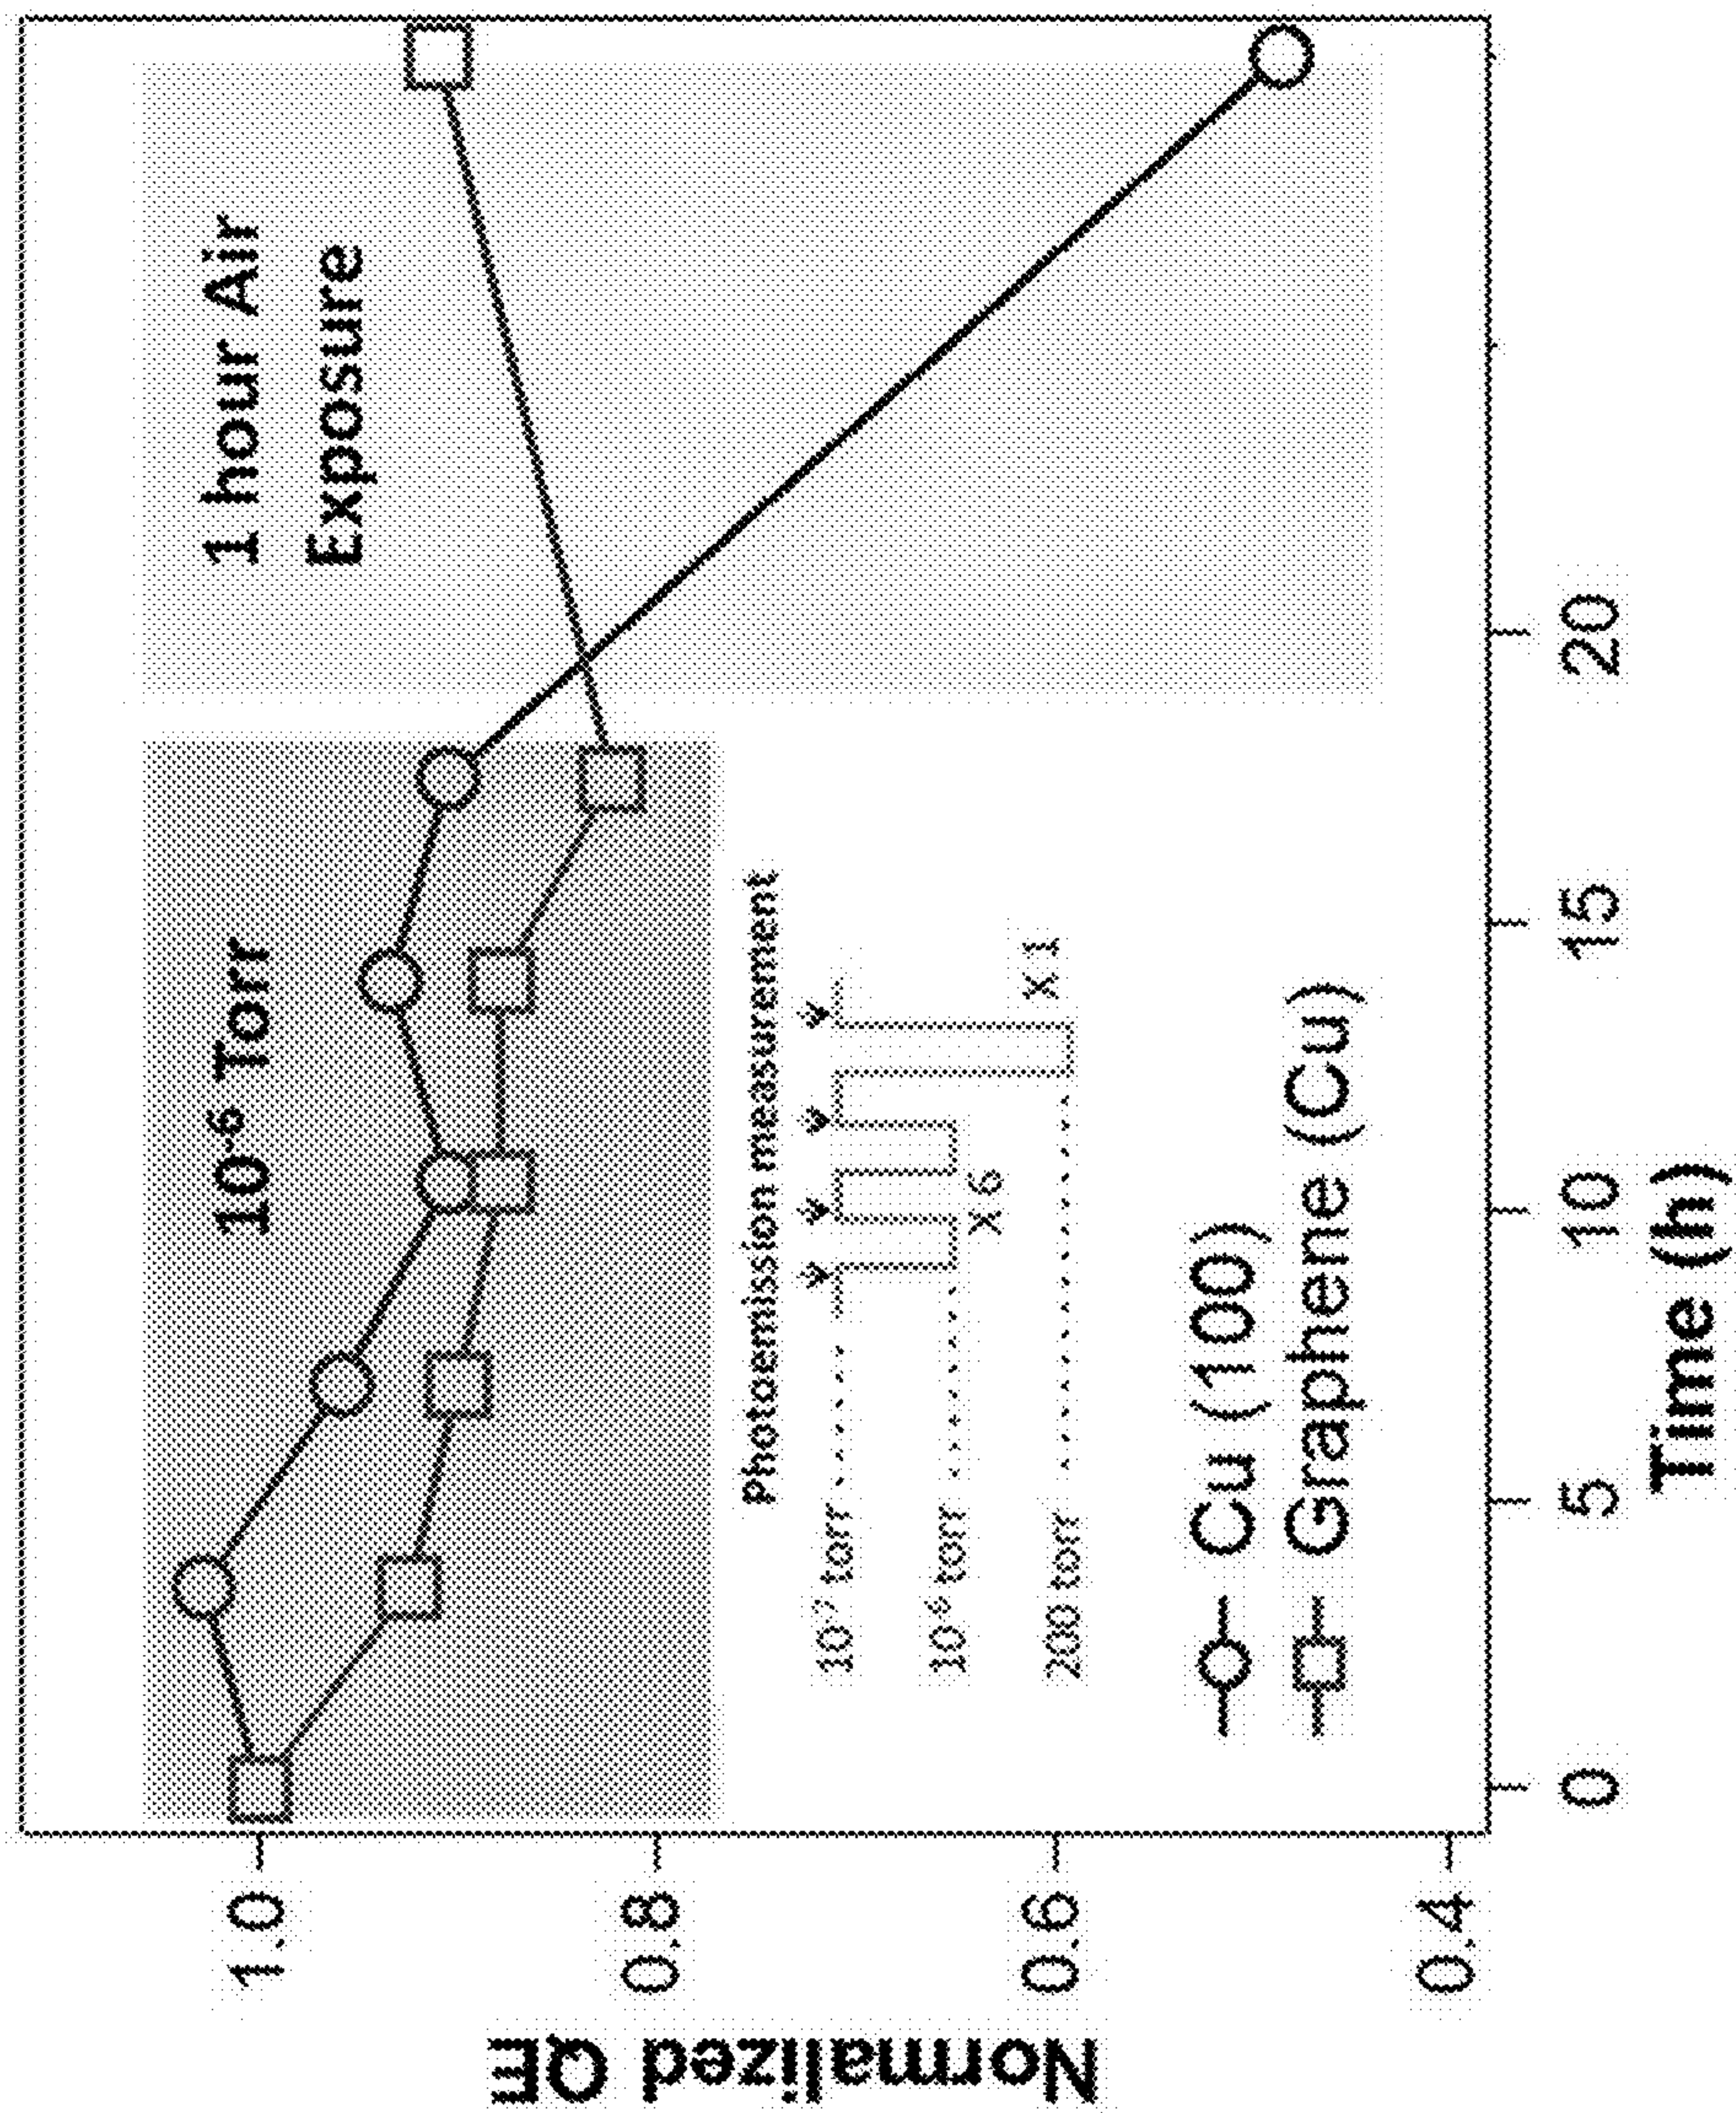 Normalized QE
1.0
0.8
0.6
0.4
10⁻⁶ Torr
1 hour Air
Exposure
Photoemission measurement
10⁻⁷ torr
10⁻⁶ torr
x 6
200 torr
x 1
Cu (100)
Graphene (Cu)
0
5
10
15
20
Time (h)